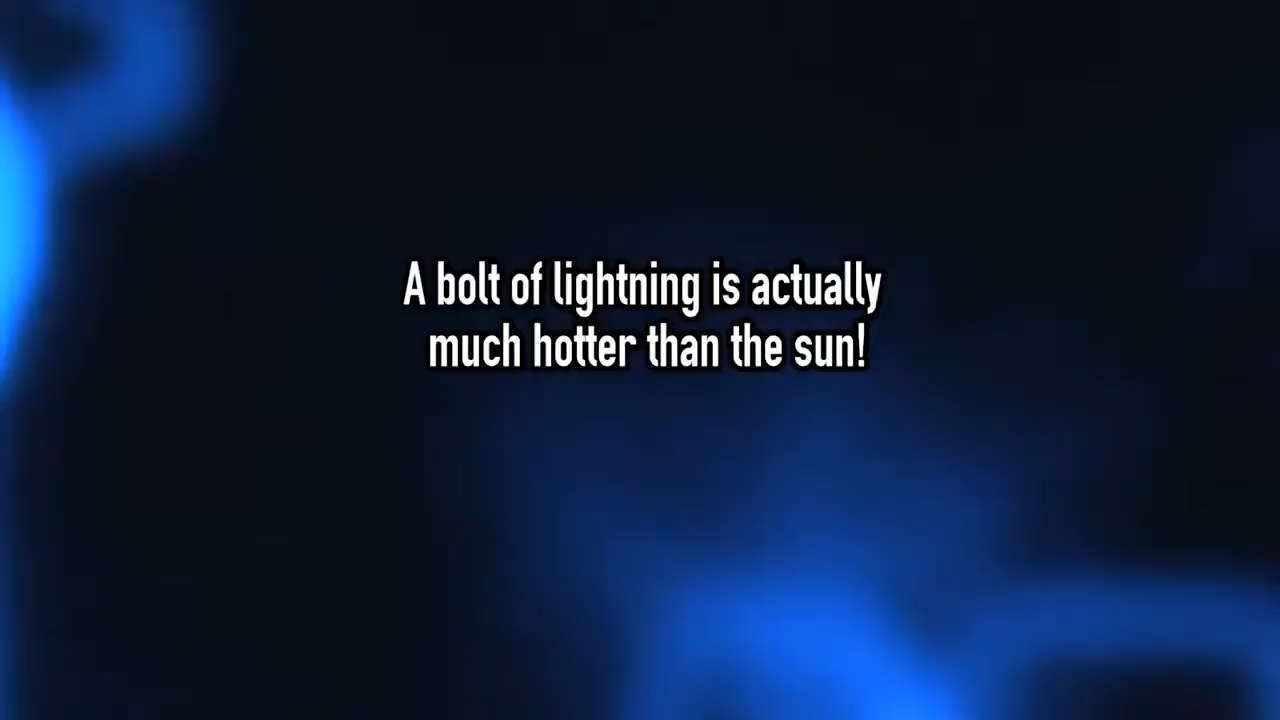 A bolt of lightning is actually
much hotter than the sun!